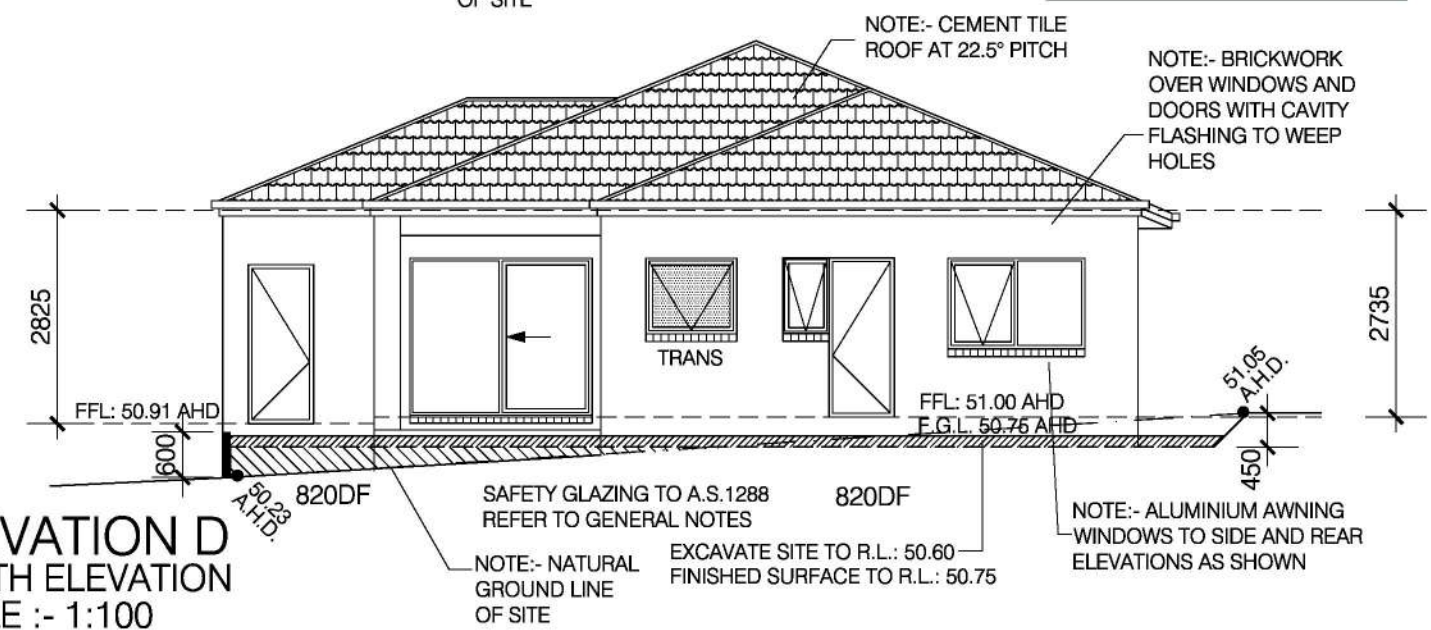 OF SITE
NOTE:- CEMENT TILE
ROOF AT 22.5° PITCH
NOTE:- BRICKWORK
OVER WINDOWS AND
DOORS WITH CAVITY
FLASHING TO WEEP
HOLES
2825
2735
TRANS
51.05
A.H.D.
FFL: 50.91 AHD
FFL: 51.00 AHD
F.G.L. 50.75 AHD
600
450
50.23
A.H.D.
820DF
SAFETY GLAZING TO A.S.1288
REFER TO GENERAL NOTES
820DF
NOTE:- ALUMINIUM AWNING
WINDOWS TO SIDE AND REAR
ELEVATIONS AS SHOWN
VATION D
TH ELEVATION
E :- 1:100
NOTE:- NATURAL
GROUND LINE
OF SITE
EXCAVATE SITE TO R.L.: 50.60
FINISHED SURFACE TO R.L.: 50.75